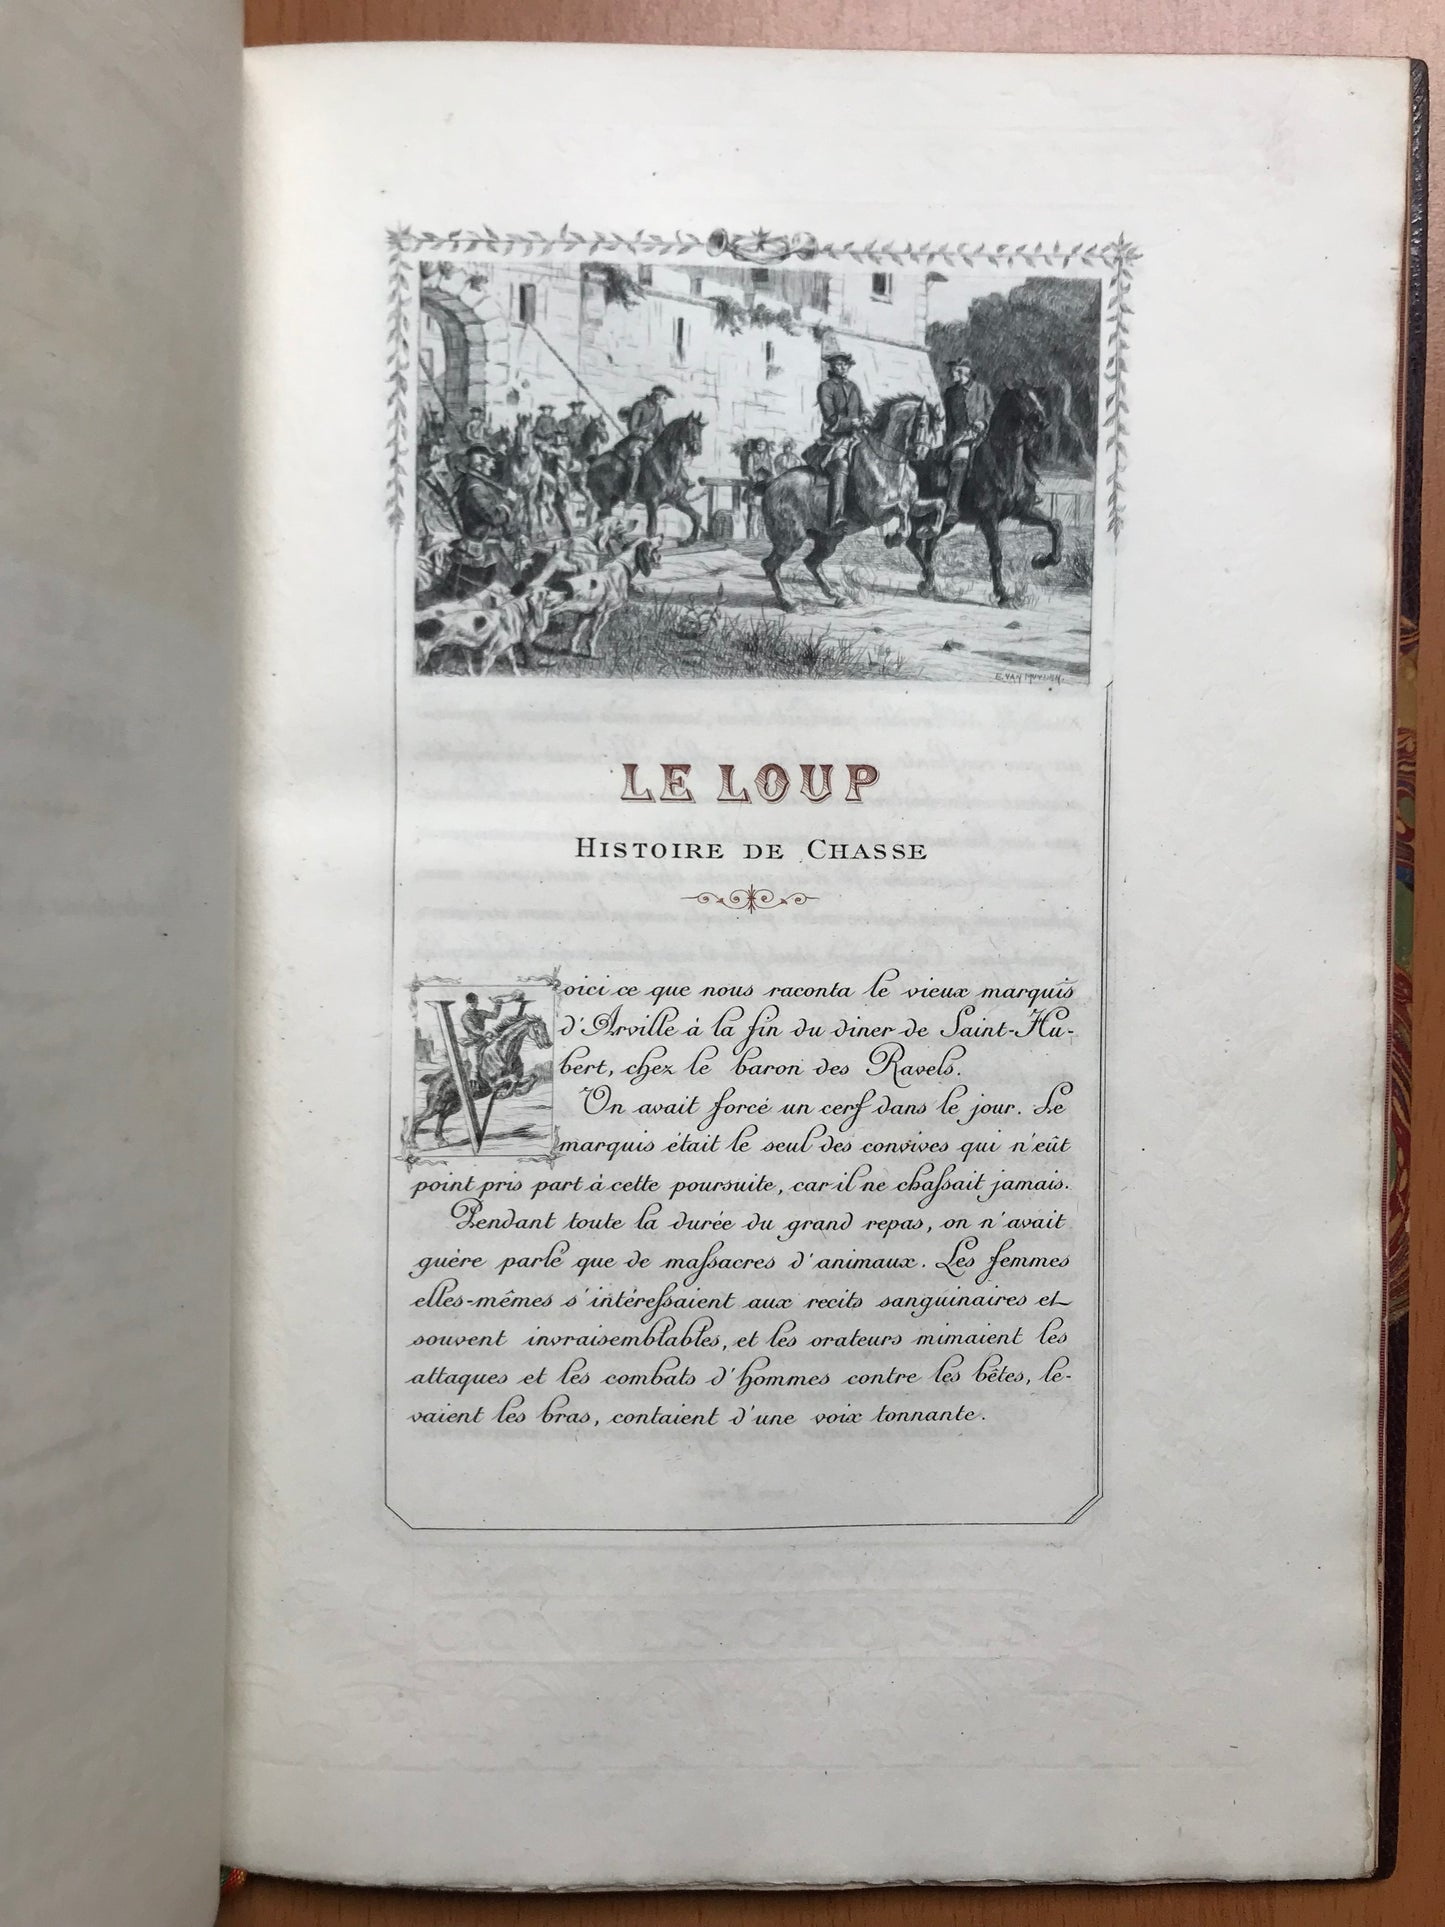 E. VAN MUYDEN.
LE LOUP
HISTOIRE DE CHASSE
Voici ce que nous raconta le vieux marquis
d'Arville à la fin du diner de Saint-Hu-
bert, chez le baron des Ravels.
On avait forcé un cerf dans le jour. Le
marquis était le seul des convives qui n'eût
point pris part à cette poursuite, car il ne chaſsait jamais.
Pendant toute la durée du grand repas, on n'avait
guère parlé que de maſsacres d'animaux. Les femmes
elles-mêmes s'intéreſsaient aux recits sanguinaires et
souvent invraisemblables, et les orateurs mimaient les
attaques et les combats d'hommes contre les bêtes, le-
vaient les bras, contaient d'une voix tonnante.